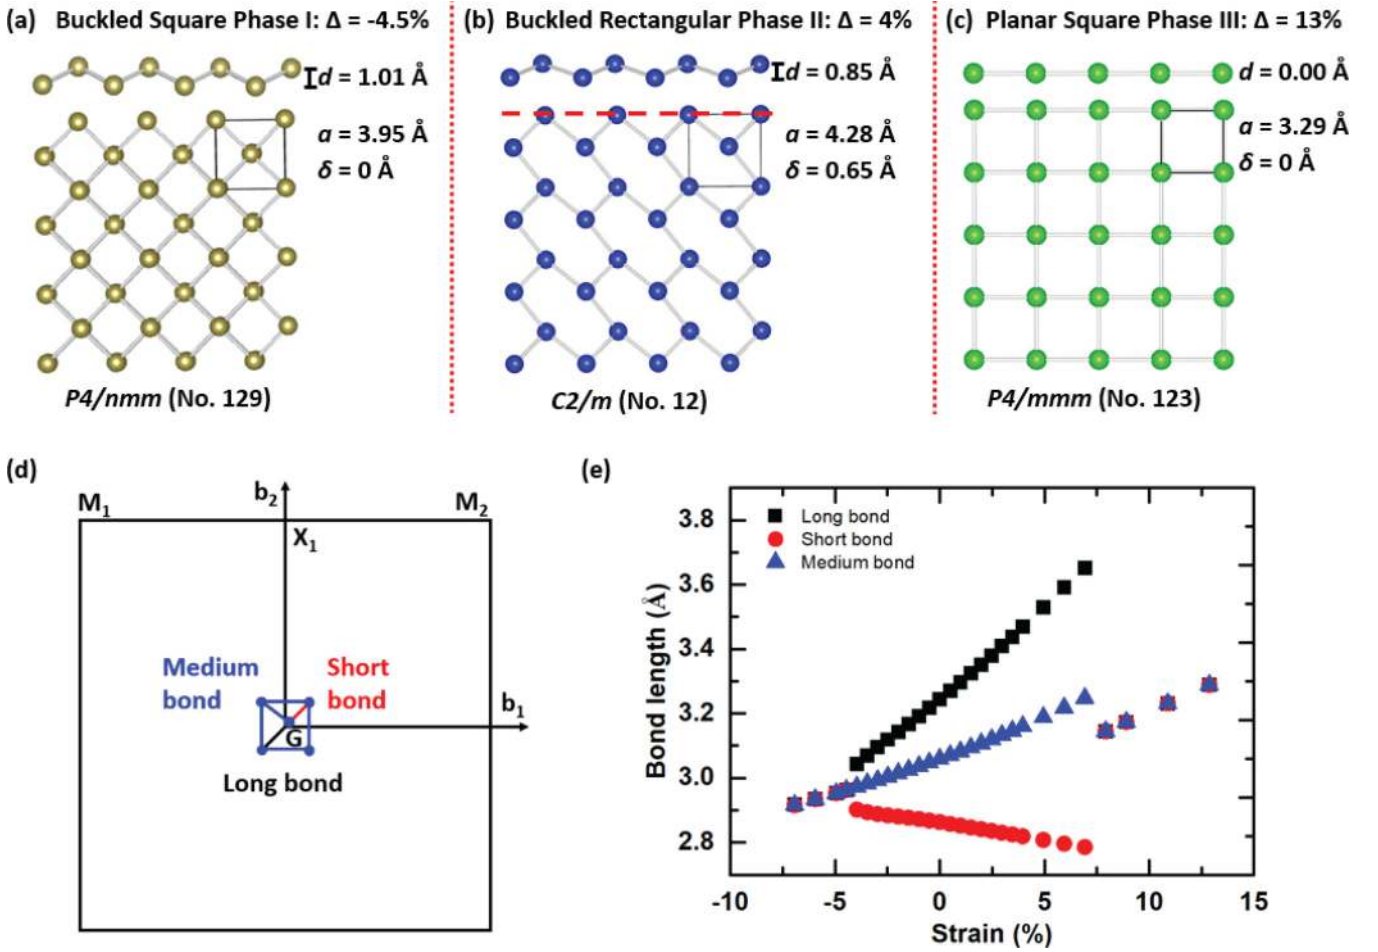 (a) Buckled Square Phase I: Δ = -4.5%
d = 1.01 Å
a = 3.95 Å
δ = 0 Å
P4/nmm (No. 129)
(b) Buckled Rectangular Phase II: Δ = 4%
d = 0.85 Å
a = 4.28 Å
δ = 0.65 Å
C2/m (No. 12)
(c) Planar Square Phase III: Δ = 13%
d = 0.00 Å
a = 3.29 Å
δ = 0 Å
P4/mmm (No. 123)
(d)
b2
M1
M2
X1
Medium
bond
Short
bond
b1
G
Long bond
(e)
Long bond
Short bond
Medium bond
Bond length (Å)
3.8
3.6
3.4
3.2
3.0
2.8
-10
-5
0
5
10
15
Strain (%)